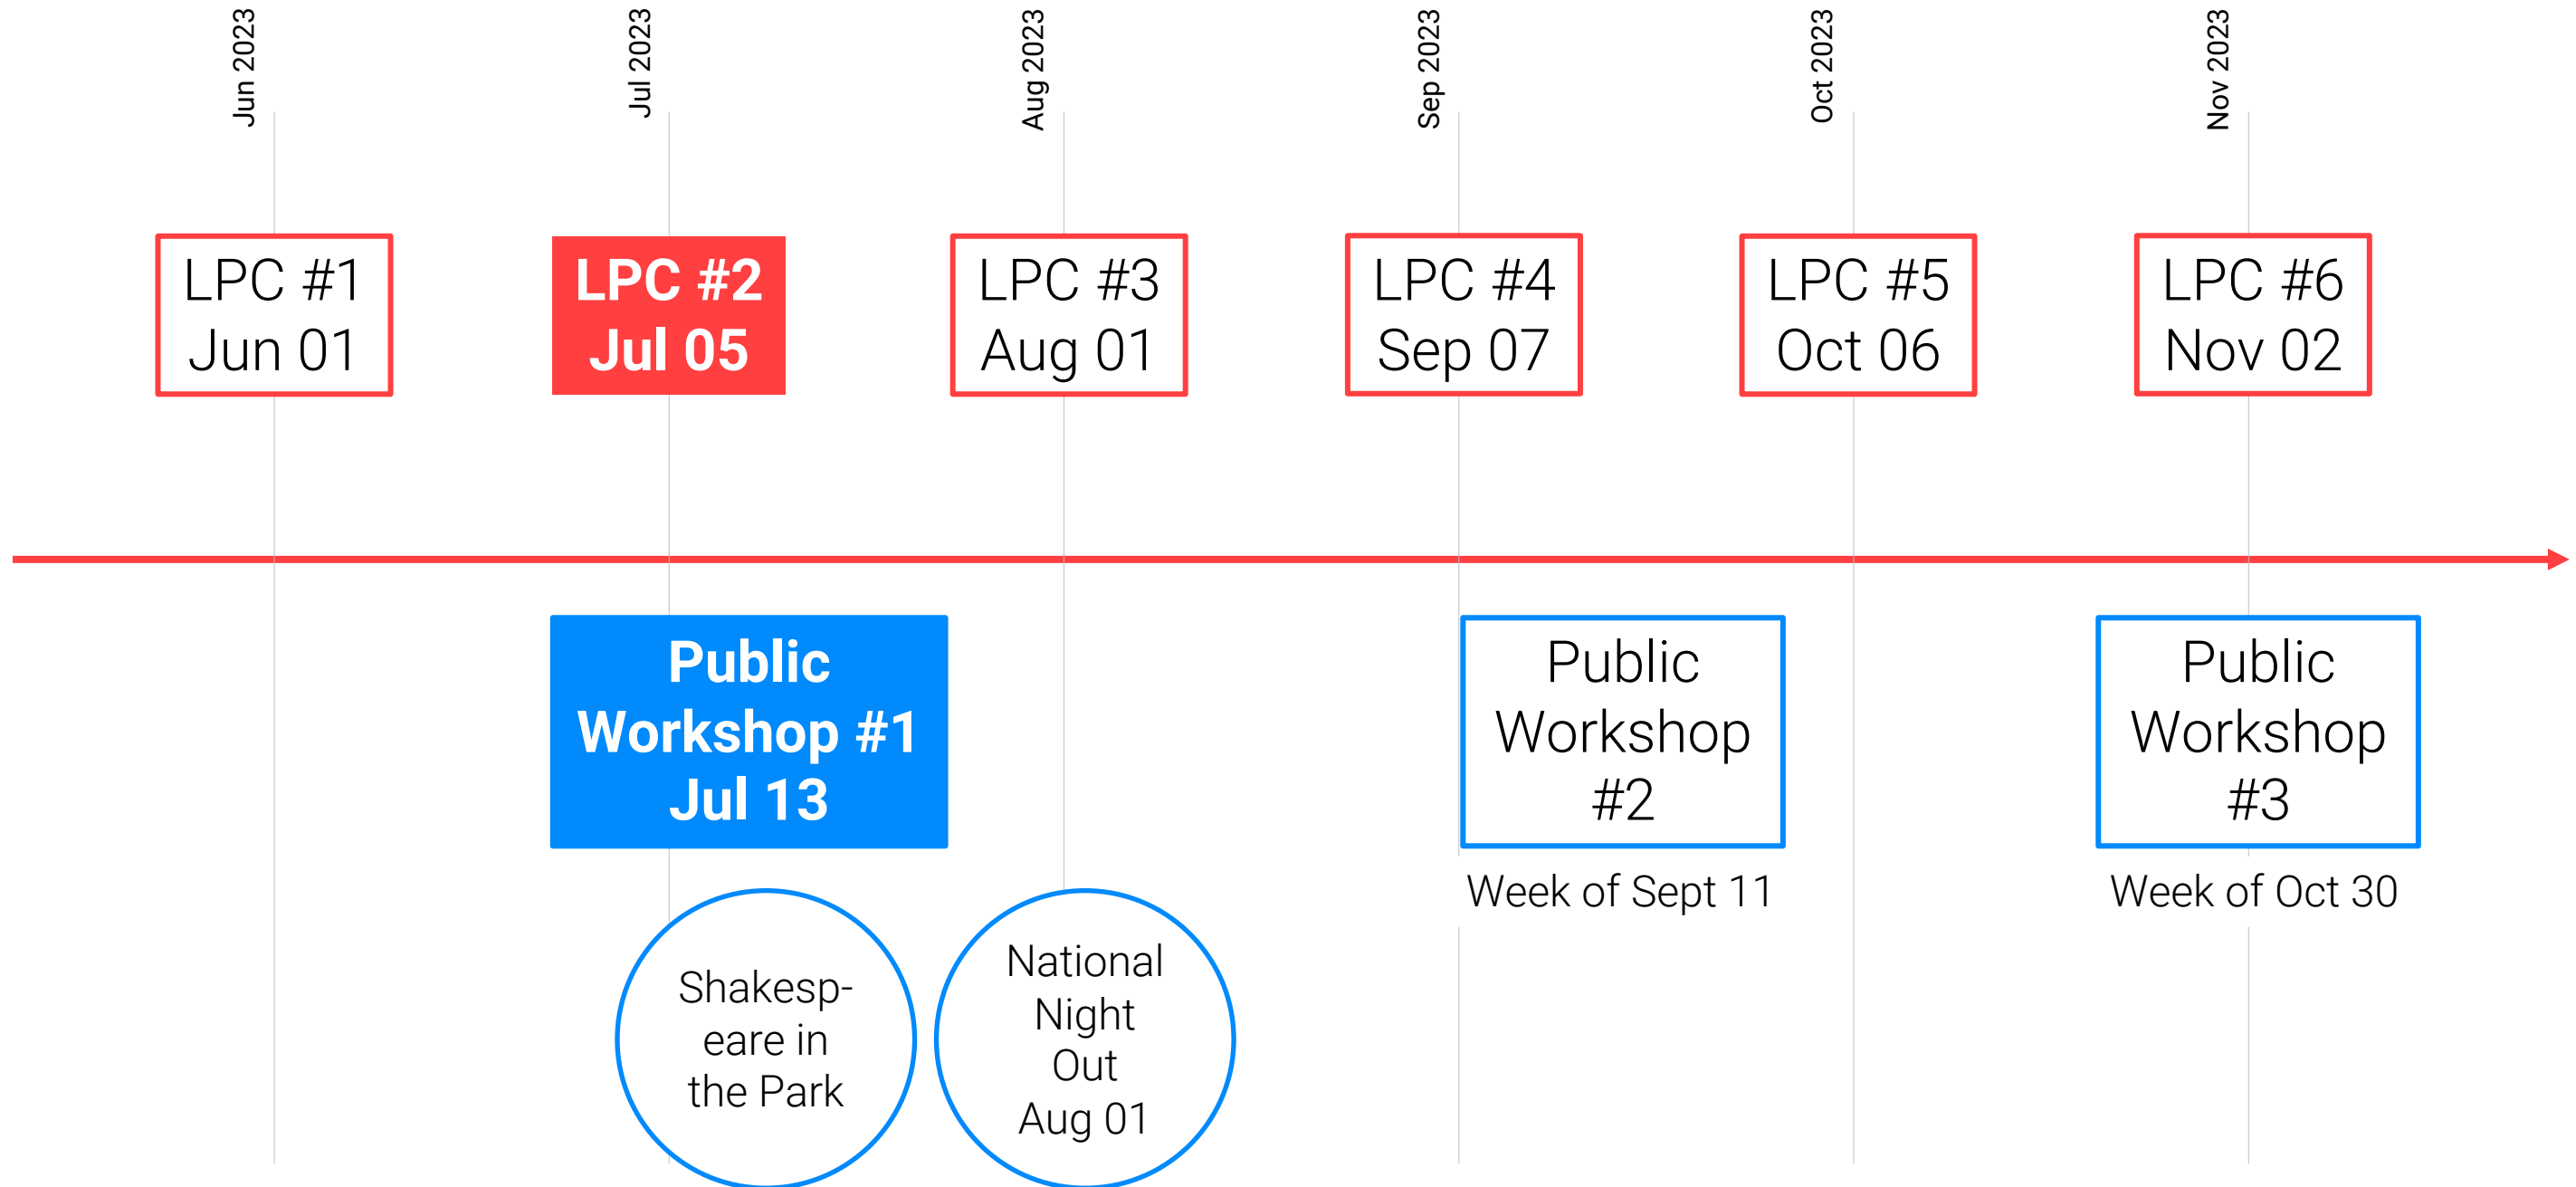 Jun 2023
Jul 2023
Aug 2023
Sep 2023
Oct 2023
Nov 2023
LPC #1
Jun 01
LPC #2
Jul 05
LPC #3
Aug 01
LPC #4
Sep 07
LPC #5
Oct 06
LPC #6
Nov 02
Public
Workshop #1
Jul 13
Public
Workshop
#2
Week of Sept 11
Public
Workshop
#3
Week of Oct 30
Shakesp-
eare in
the Park
National
Night
Out
Aug 01